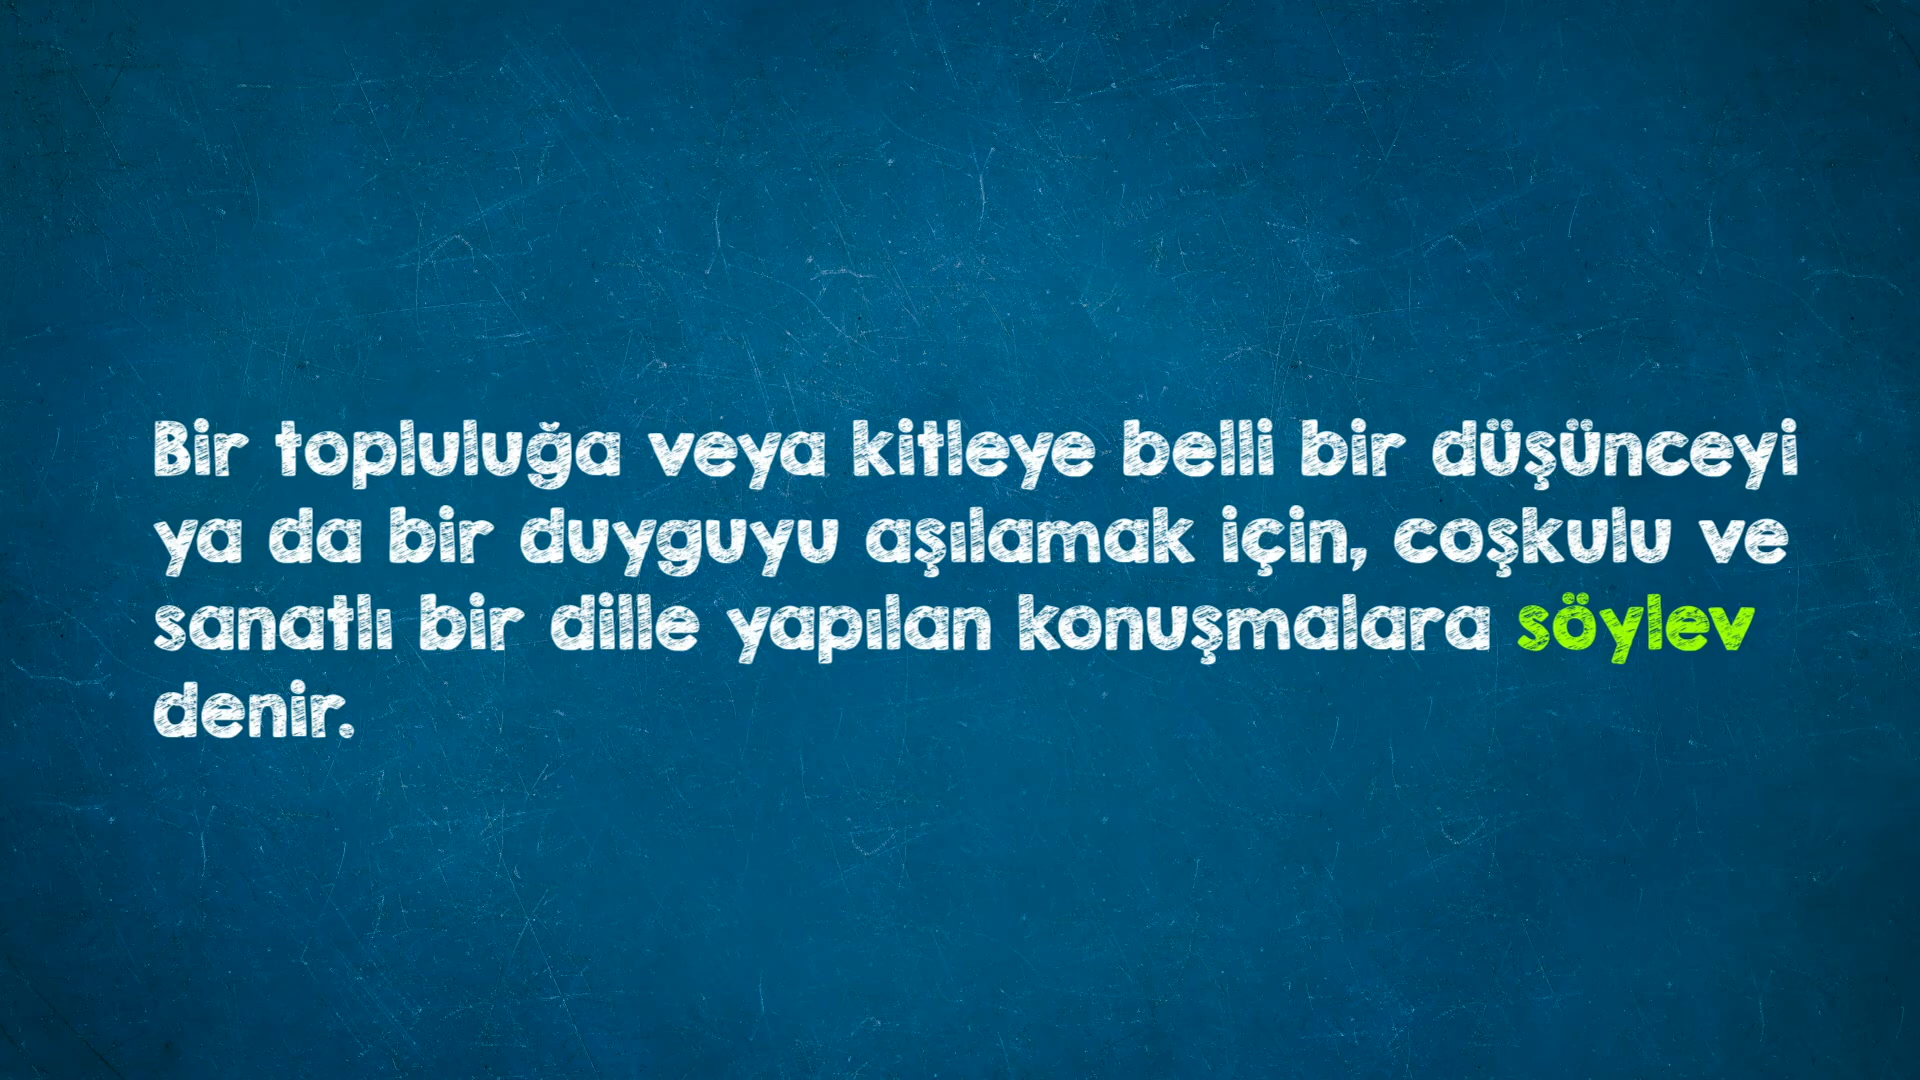 Bir topluluğa veya kitleye belli bir düşünceyi
ya da bir duyguyu aşılamak için, coşkulu ve
sanatlı bir dille yapılan konuşmalara söylev
denir.